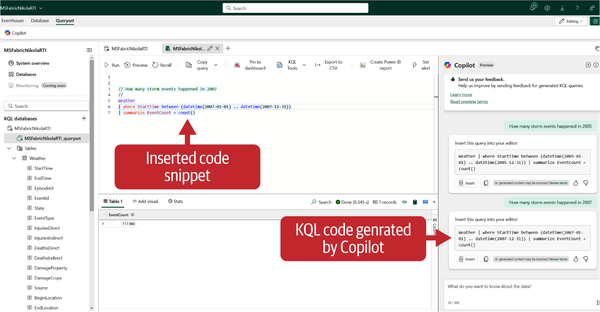 MSFabricNikolaRTI
Search
Eventhouse Database Queryset
Editing
Copilot
MSFabricNikolaRTI
System overview
Databases
Monitoring Coming soon
Search
KQL databases
MSFabricNikolaRTI
MSFabricNikolaRTI_queryset
Tables
Weather
StartTime
EndTime
EpisodeId
EventId
State
EventType
InjuriesDirect
InjuriesIndirect
DeathsDirect
DeathsIndirect
DamageProperty
DamageCrops
Source
BeginLocation
EndLocation
MSFabricNikolaRTI
MSFabricNikol...
Run Preview Recall Copy query Pin to dashboard KQL Tools Export to CSV Create Power BI report Set alert
1
2 // How many storm events happened in 2007
//
Weather
| where StartTime between (datetime(2007-01-01) .. datetime(2007-12-31))
7 | summarize EventCount = count()
Inserted code
snippet
Table 1 Add visual Stats
Search Done (0.345 s) 1 records
EventCount
117,980
KQL code genrated
by Copilot
Copilot Preview
Send us your feedback.
Help us improve by sending feedback for generated KQL queries.
Learn more
Read preview terms
How many storm events happened in 2005
Insert this query into your editor:
Weather | where StartTime between (datetime(2005-01-
01) .. datetime(2005-12-31)) | summarize EventCount =
count()
Insert
AI-generated content may be incorrect Review terms
How many storm events happened in 2007
Insert this query into your editor:
Weather | where StartTime between (datetime(2007-01-
01) .. datetime(2007-12-31)) | summarize EventCount =
count()
Insert
AI-generated content may be incorrect Review terms
What do you want to know about the data?